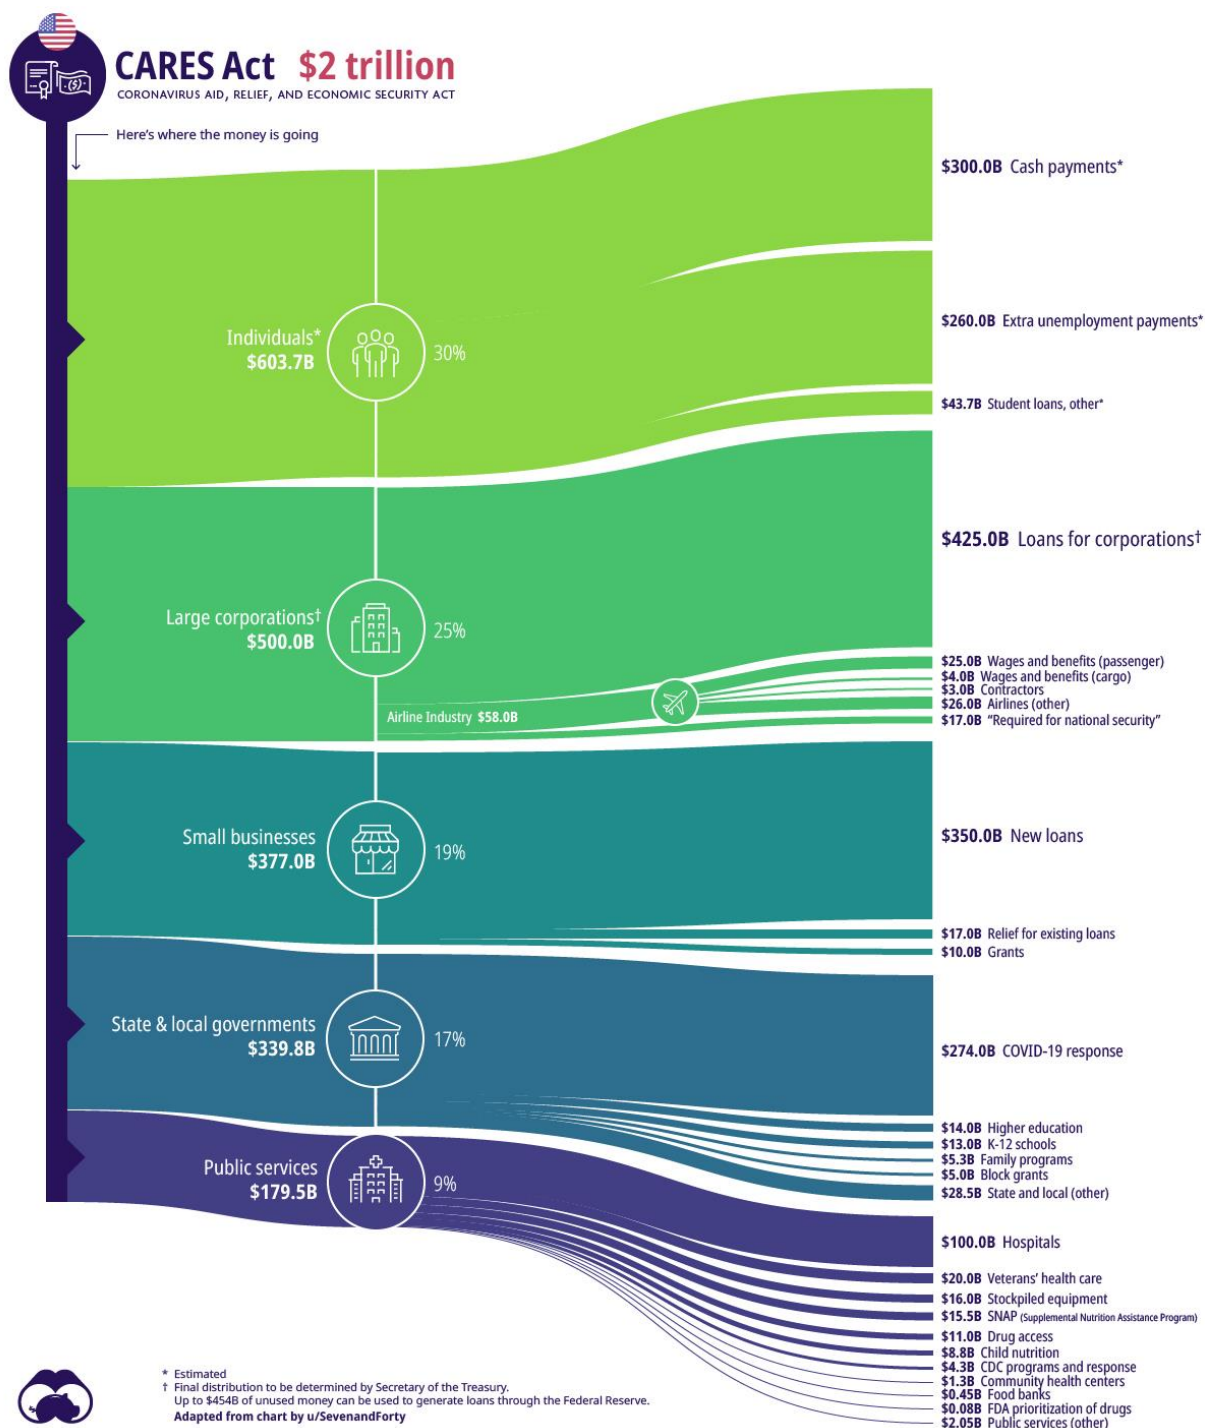 CARES Act $2 trillion
CORONAVIRUS AID, RELIEF, AND ECONOMIC SECURITY ACT
Here's where the money is going
Individuals*
$603.7B
30%
$300.0B Cash payments*
$260.0B Extra unemployment payments*
$43.7B Student loans, other*
Large corporations†
$500.0B
25%
Airline Industry $58.0B
$425.0B Loans for corporations†
$25.0B Wages and benefits (passenger)
$4.0B Wages and benefits (cargo)
$3.0B Contractors
$26.0B Airlines (other)
$17.0B “Required for national security”
Small businesses
$377.0B
19%
$350.0B New loans
$17.0B Relief for existing loans
$10.0B Grants
State & local governments
$339.8B
17%
$274.0B COVID-19 response
$14.0B Higher education
$13.0B K-12 schools
$5.3B Family programs
$5.0B Block grants
$28.5B State and local (other)
Public services
$179.5B
9%
$100.0B Hospitals
$20.0B Veterans' health care
$16.0B Stockpiled equipment
$15.5B SNAP (Supplemental Nutrition Assistance Program)
$11.0B Drug access
$8.8B Child nutrition
$4.3B CDC programs and response
$1.3B Community health centers
$0.45B Food banks
$0.08B FDA prioritization of drugs
$2.05B Public services (other)
* Estimated
† Final distribution to be determined by Secretary of the Treasury.
Up to $454B of unused money can be used to generate loans through the Federal Reserve.
Adapted from chart by u/SevenandForty